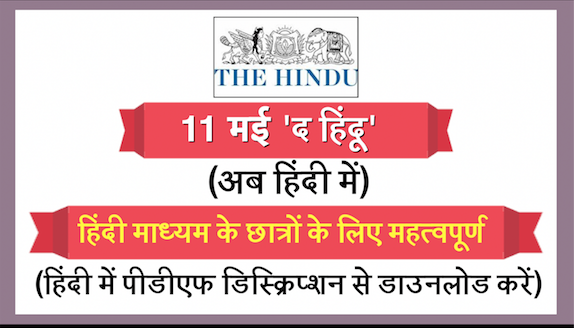 THE HINDU
11 मई 'द हिंदू'
(अब हिंदी में)
हिंदी माध्यम के छात्रों के लिए महत्वपूर्ण
(हिंदी में पीडीएफ डिस्क्रिप्शन से डाउनलोड करें)